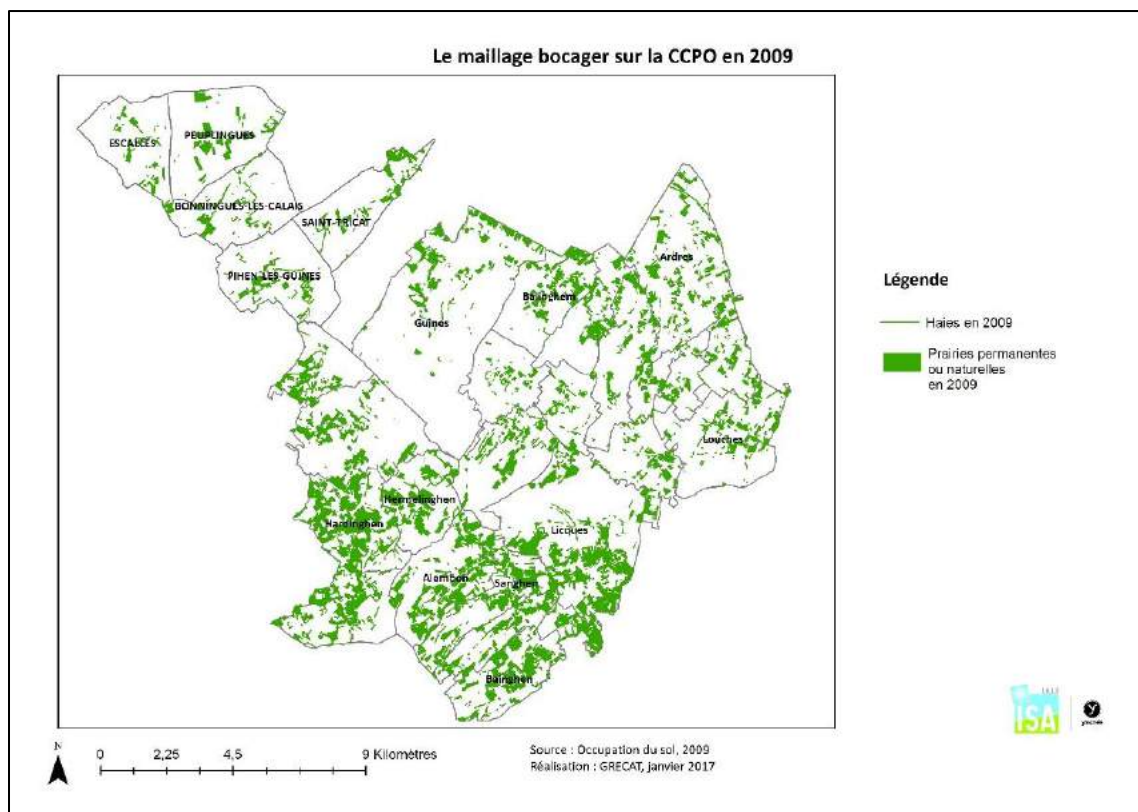 Le maillage bocager sur la CCPO en 2009
PEUPLINGUES
ESCALLES
BONNINGUES-LES-CALAIS
SAINT-TRICAT
PIHEN-LES-GUINES
Ardres
Balinghem
Guînes
Louches
Hermelinghen
Hardinghen
Licques
Alembon
Sanghen
Bainghen
Légende
Haies en 2009
Prairies permanentes
ou naturelles
en 2009
N
0 2,25 4,5 9 Kilomètres
Source : Occupation du sol, 2009
Réalisation : GRECAT, janvier 2017
ISA